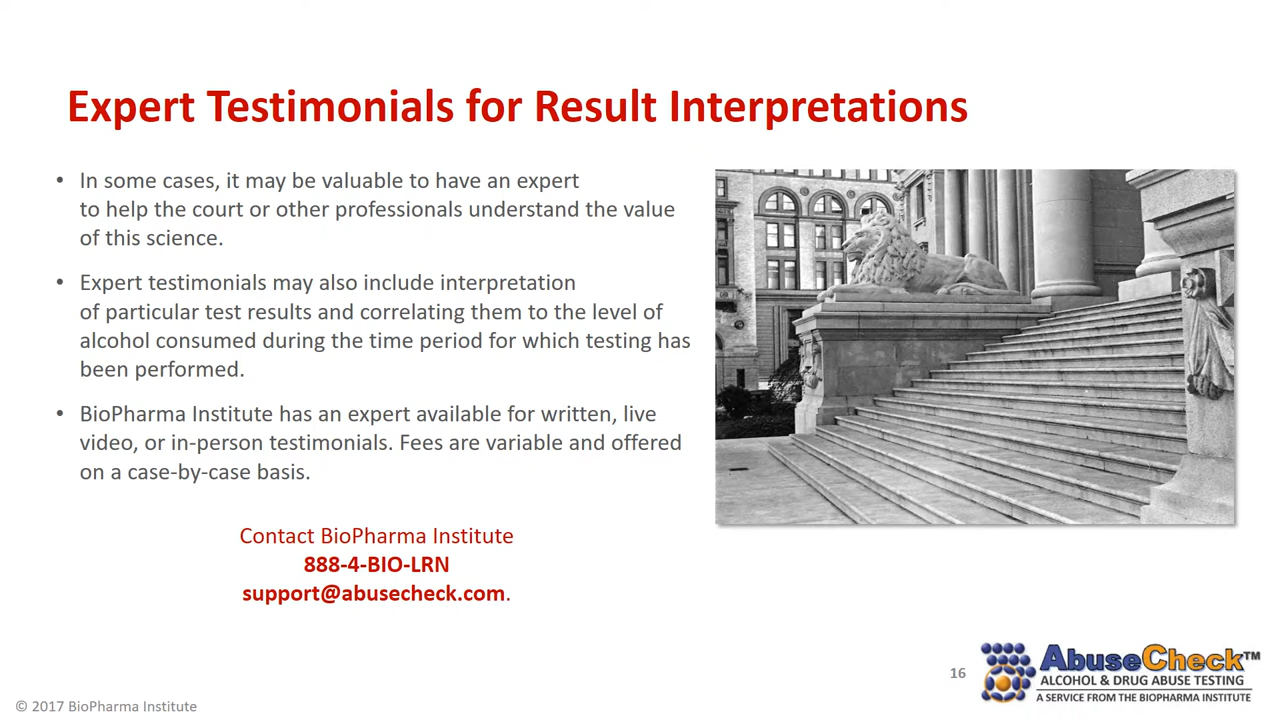 Expert Testimonials for Result Interpretations
• In some cases, it may be valuable to have an expert
to help the court or other professionals understand the value
of this science.
• Expert testimonials may also include interpretation
of particular test results and correlating them to the level of
alcohol consumed during the time period for which testing has
been performed.
• BioPharma Institute has an expert available for written, live
video, or in-person testimonials. Fees are variable and offered
on a case-by-case basis.
Contact BioPharma Institute
888-4-BIO-LRN
support@abusecheck.com.
16
AbuseCheck™
ALCOHOL & DRUG ABUSE TESTING
A SERVICE FROM THE BIOPHARMA INSTITUTE
© 2017 BioPharma Institute